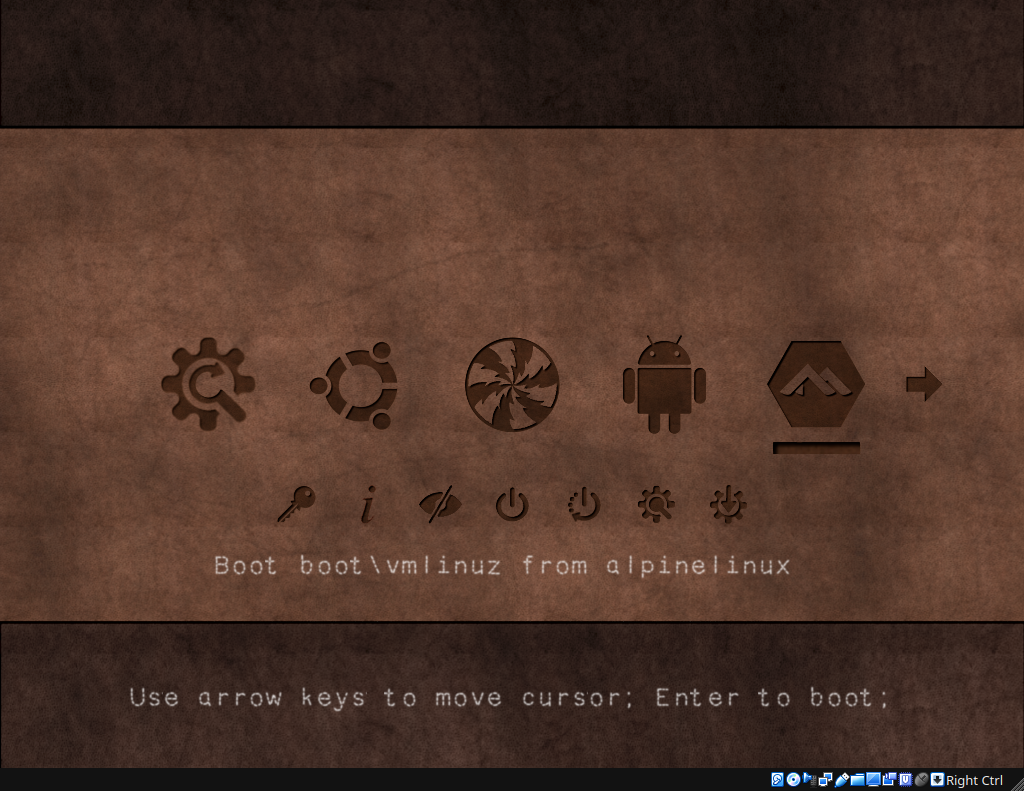 Boot boot\vmlinuz from alpinelinux
Use arrow keys to move cursor; Enter to boot;
Right Ctrl